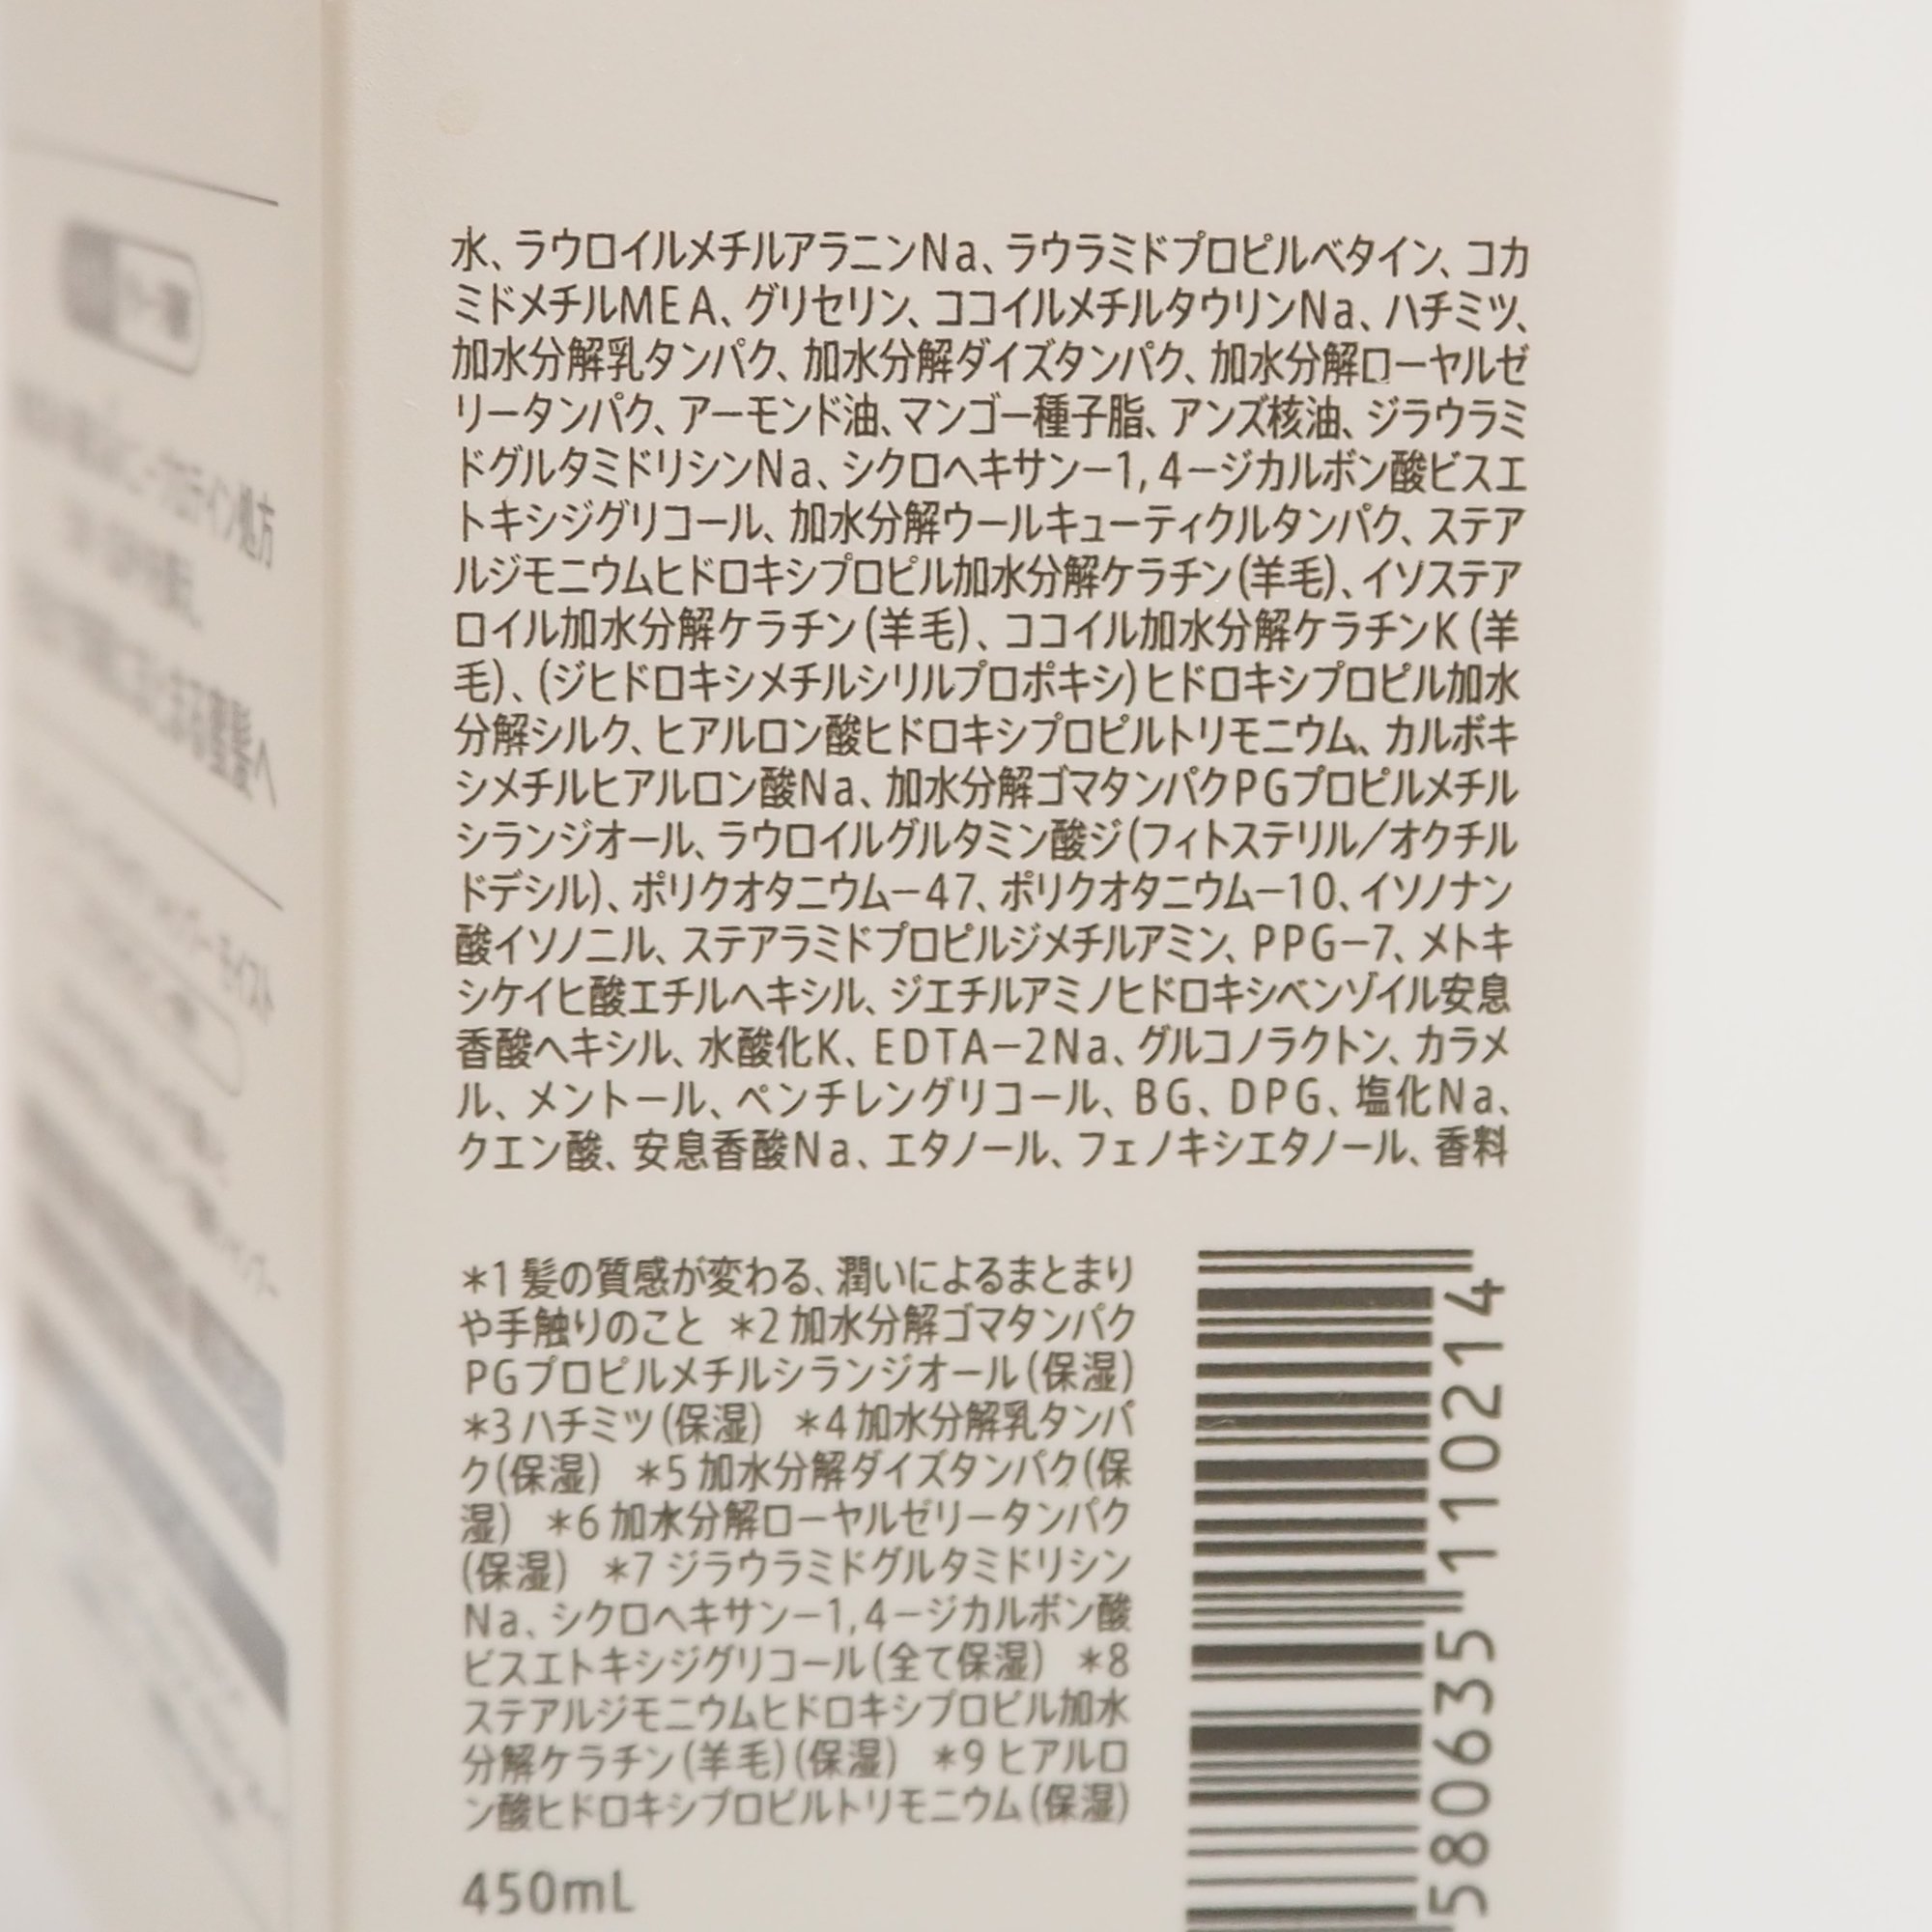 水、ラウロイルメチルアラニンNa、ラウラミドプロピルベタイン、コカ
ミドメチルMEA、グリセリン、ココイルメチルタウリンNa、ハチミツ、
加水分解乳タンパク、加水分解ダイズタンパク、加水分解ローヤルゼ
リータンパク、アーモンド油、マンゴー種子脂、アンズ核油、ジラウラミ
ドグルタミドリシンNa、シクロヘキサン－1,4－ジカルボン酸ビスエ
トキシジグリコール、加水分解ウールキューティクルタンパク、ステア
ルジモニウムヒドロキシプロピル加水分解ケラチン(羊毛)、イソステア
ロイル加水分解ケラチン(羊毛)、ココイル加水分解ケラチンK(羊
毛)、(ジヒドロキシメチルシリルプロポキシ)ヒドロキシプロピル加水
分解シルク、ヒアルロン酸ヒドロキシプロピルトリモニウム、カルボキ
シメチルヒアルロン酸Na、加水分解ゴマタンパクPGプロピルメチル
シランジオール、ラウロイルグルタミン酸ジ(フィトステリル／オクチル
ドデシル)、ポリクオタニウム－47、ポリクオタニウム－10、イソノナン
酸イソノニル、ステアラミドプロピルジメチルアミン、PPG－7、メトキ
シケイヒ酸エチルヘキシル、ジエチルアミノヒドロキシベンゾイル安息
香酸ヘキシル、水酸化K、EDTA－2Na、グルコノラクトン、カラメ
ル、メントール、ペンチレングリコール、BG、DPG、塩化Na、
クエン酸、安息香酸Na、エタノール、フェノキシエタノール、香料
*1 髪の質感が変わる、潤いによるまとまり
や手触りのこと *2 加水分解ゴマタンパク
PGプロピルメチルシランジオール(保湿)
*3 ハチミツ(保湿) *4 加水分解乳タンパ
ク(保湿) *5 加水分解ダイズタンパク(保
湿) *6 加水分解ローヤルゼリータンパク
(保湿) *7 ジラウラミドグルタミドリシン
Na、シクロヘキサン－1,4－ジカルボン酸
ビスエトキシジグリコール(全て保湿) *8
ステアルジモニウムヒドロキシプロピル加水
分解ケラチン(羊毛)(保湿) *9 ヒアルロ
ン酸ヒドロキシプロピルトリモニウム(保湿)
450mL
580635 110214